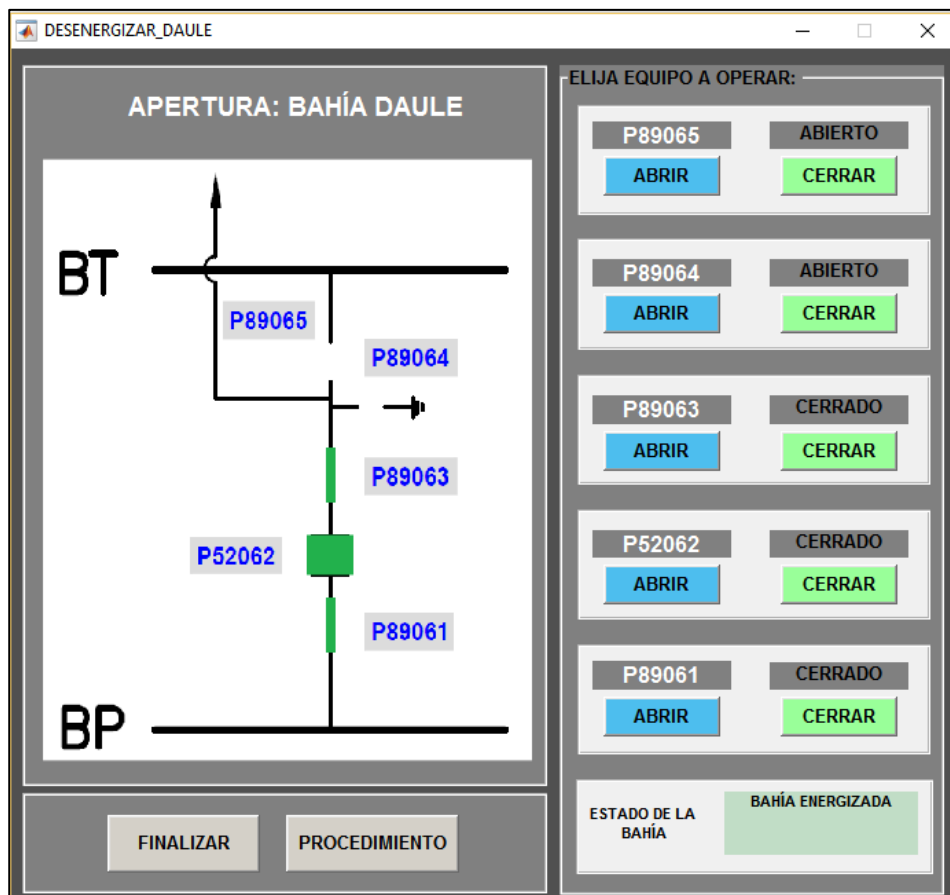 DESENERGIZAR_DAULE
APERTURA: BAHÍA DAULE
BT
P89065
P89064
P89063
P52062
P89061
BP
FINALIZAR
PROCEDIMIENTO
ELIJA EQUIPO A OPERAR:
P89065 ABIERTO
ABRIR CERRAR
P89064 ABIERTO
ABRIR CERRAR
P89063 CERRADO
ABRIR CERRAR
P52062 CERRADO
ABRIR CERRAR
P89061 CERRADO
ABRIR CERRAR
ESTADO DE LA
BAHÍA
BAHÍA ENERGIZADA